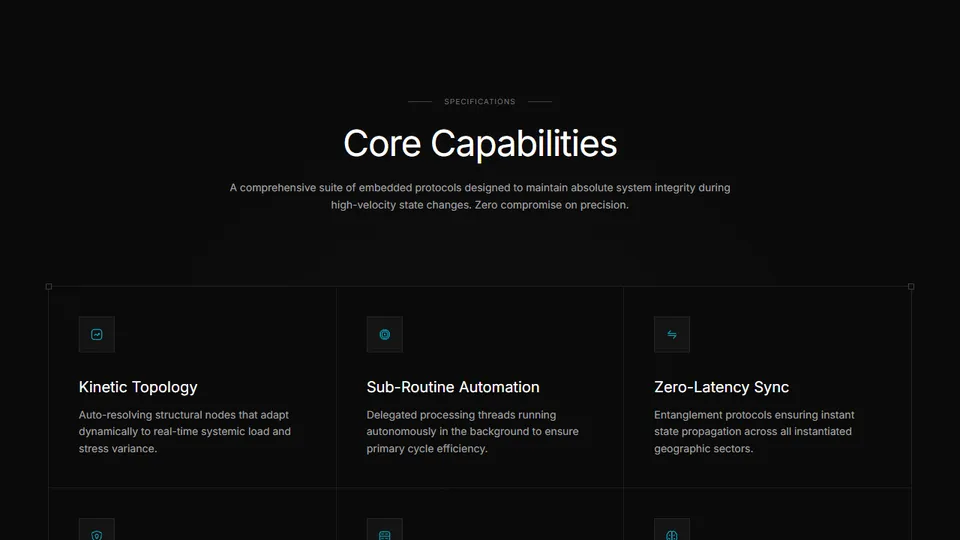 SPECIFICATIONS
Core Capabilities
A comprehensive suite of embedded protocols designed to maintain absolute system integrity during
high-velocity state changes. Zero compromise on precision.
Kinetic Topology
Auto-resolving structural nodes that adapt
dynamically to real-time systemic load and
stress variance.
Sub-Routine Automation
Delegated processing threads running
autonomously in the background to ensure
primary cycle efficiency.
Zero-Latency Sync
Entanglement protocols ensuring instant
state propagation across all instantiated
geographic sectors.